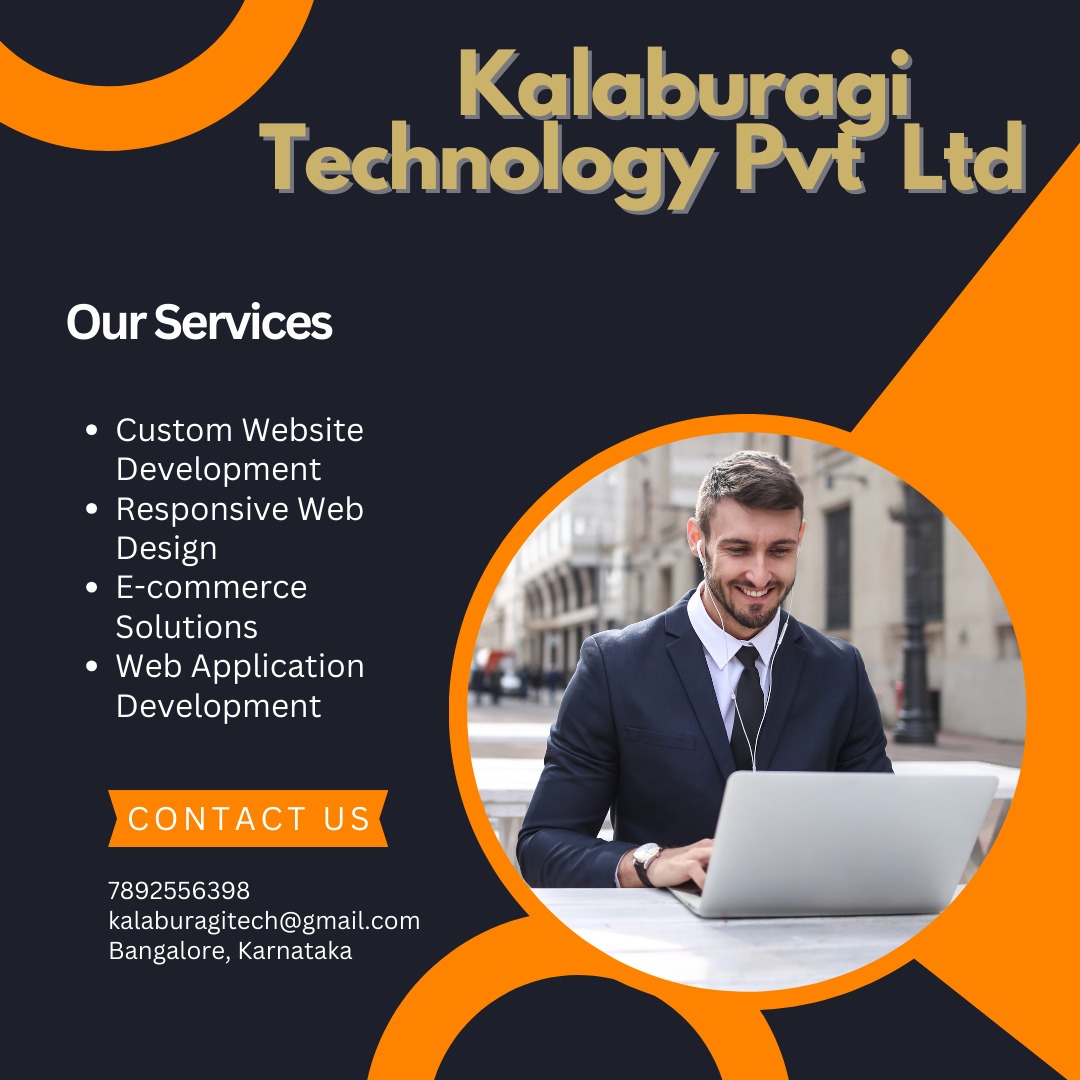 Kalaburagi
Technology Pvt Ltd
Our Services
• Custom Website
Development
• Responsive Web
Design
• E-commerce
Solutions
• Web Application
Development
CONTACT US
7892556398
kalaburagitech@gmail.com
Bangalore, Karnataka